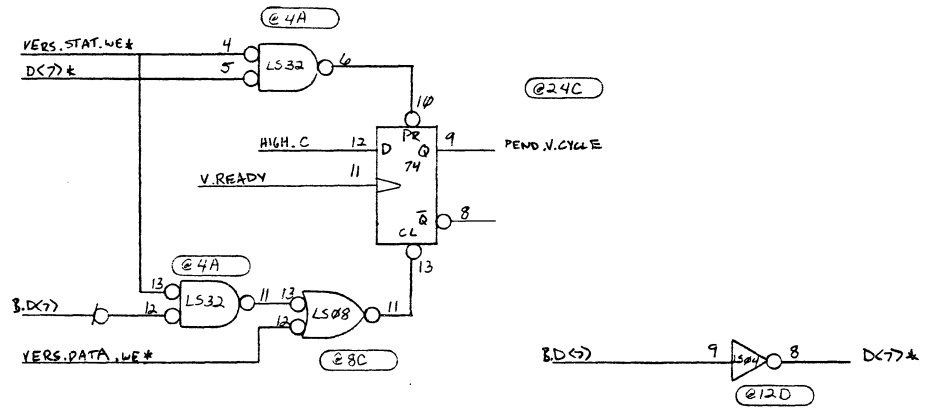 @4A
VERS.STAT.WE*
4
D<7>*
5
LS32
6
@24C
10
PR
HIGH.C
12
D
Q
9
PEND.V.CYCLE
74
V.READY
11
Q
8
CL
13
@4A
13
B.D<7>
12
LS32
11
13
12
LS08
11
VERS.DATA.WE*
@8C
B.D<7>
9
LS04
8
D<7>*
@12D